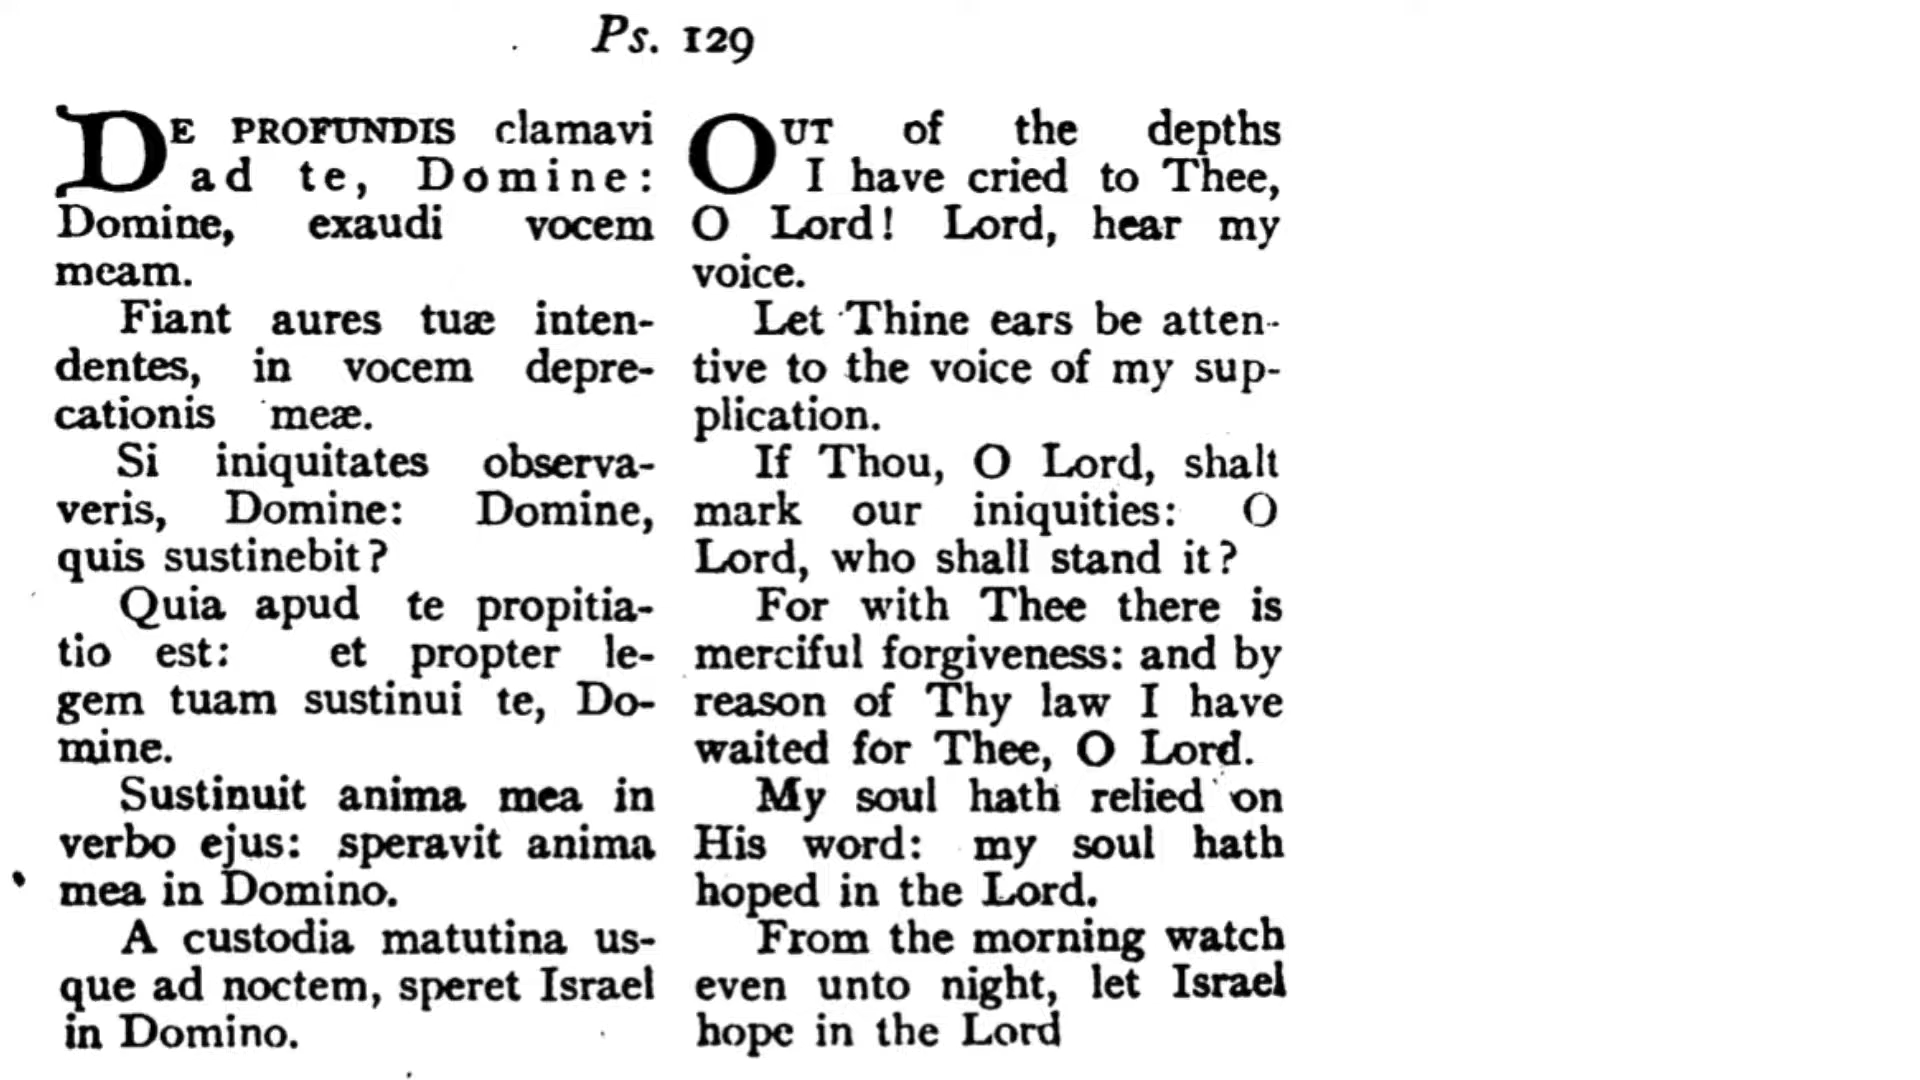 Ps. 129
DE PROFUNDIS clamavi
ad te, Domine:
Domine, exaudi vocem
meam.
Fiant aures tuæ inten-
dentes, in vocem depre-
cationis meæ.
Si iniquitates observa-
veris, Domine: Domine,
quis sustinebit?
Quia apud te propitia-
tio est: et propter le-
gem tuam sustinui te, Do-
mine.
Sustinuit anima mea in
verbo ejus: speravit anima
mea in Domino.
A custodia matutina us-
que ad noctem, speret Israel
in Domino.
OUT of the depths
I have cried to Thee,
O Lord! Lord, hear my
voice.
Let Thine ears be atten-
tive to the voice of my sup-
plication.
If Thou, O Lord, shalt
mark our iniquities: O
Lord, who shall stand it?
For with Thee there is
merciful forgiveness: and by
reason of Thy law I have
waited for Thee, O Lord.
My soul hath relied on
His word: my soul hath
hoped in the Lord.
From the morning watch
even unto night, let Israel
hope in the Lord